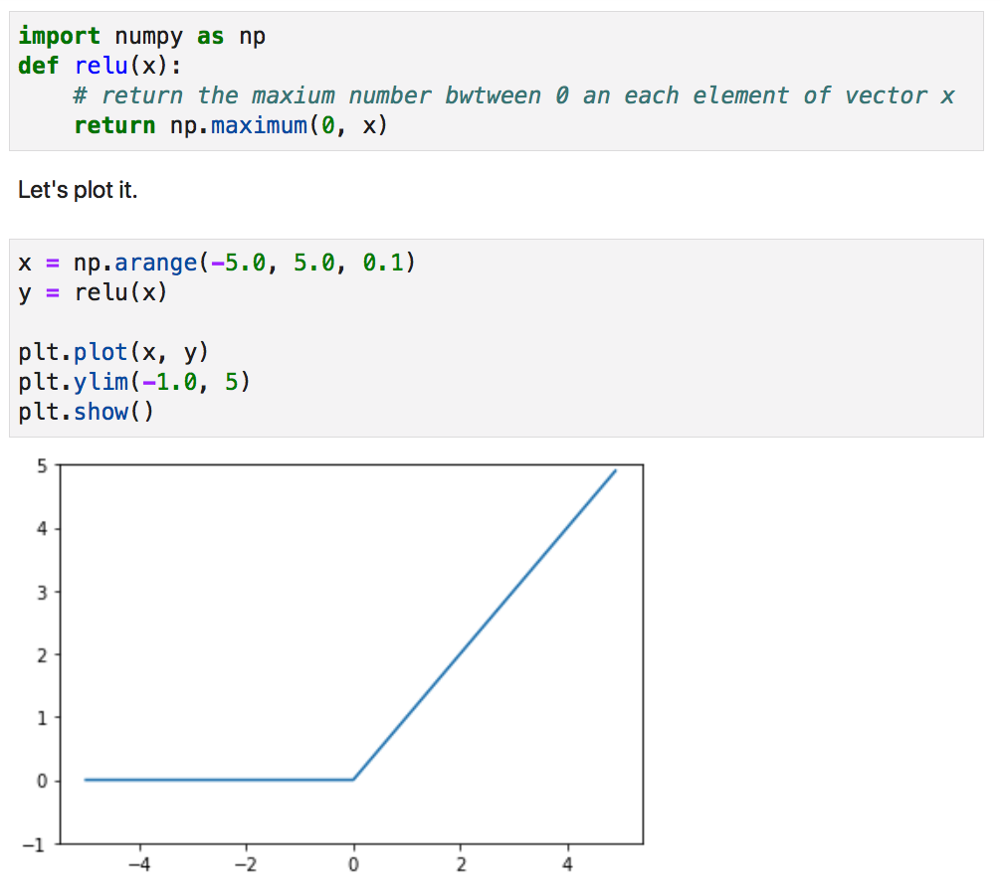 import numpy as np
def relu(x):
    # return the maxium number bwtween 0 an each element of vector x
    return np.maximum(0, x)
Let's plot it.
x = np.arange(-5.0, 5.0, 0.1)
y = relu(x)
plt.plot(x, y)
plt.ylim(-1.0, 5)
plt.show()
5
4
3
2
1
0
−1
−4 −2 0 2 4